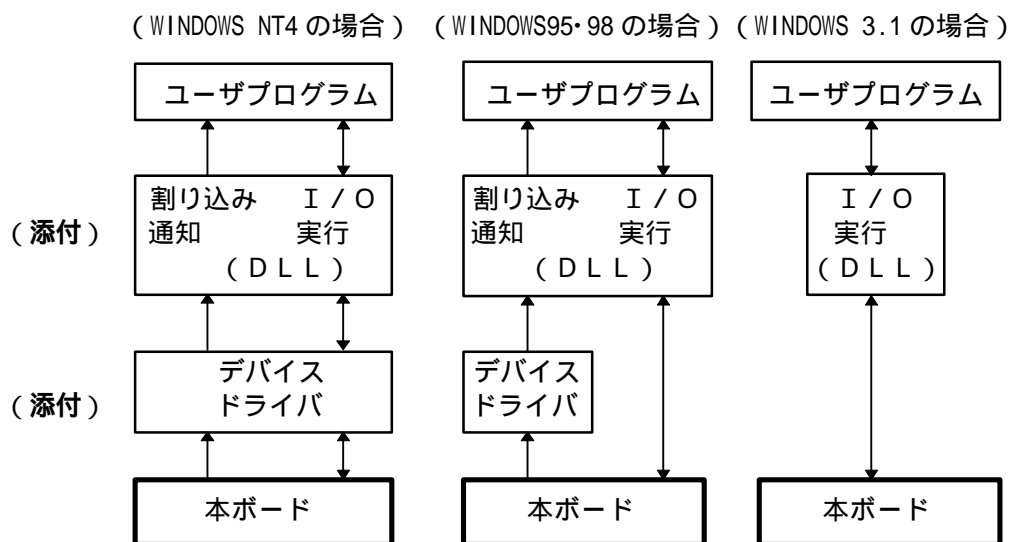 （WINDOWS NT4 の場合） （WINDOWS95･98 の場合）（WINDOWS 3.1 の場合）
ユーザプログラム ユーザプログラム ユーザプログラム
割り込み Ｉ／Ｏ 割り込み Ｉ／Ｏ Ｉ／Ｏ
（添付） 通知 実行 通知 実行 実行
（ＤＬＬ） （ＤＬＬ） （ＤＬＬ）
デバイス デバイス
（添付） ドライバ ドライバ
本ボード 本ボード 本ボード